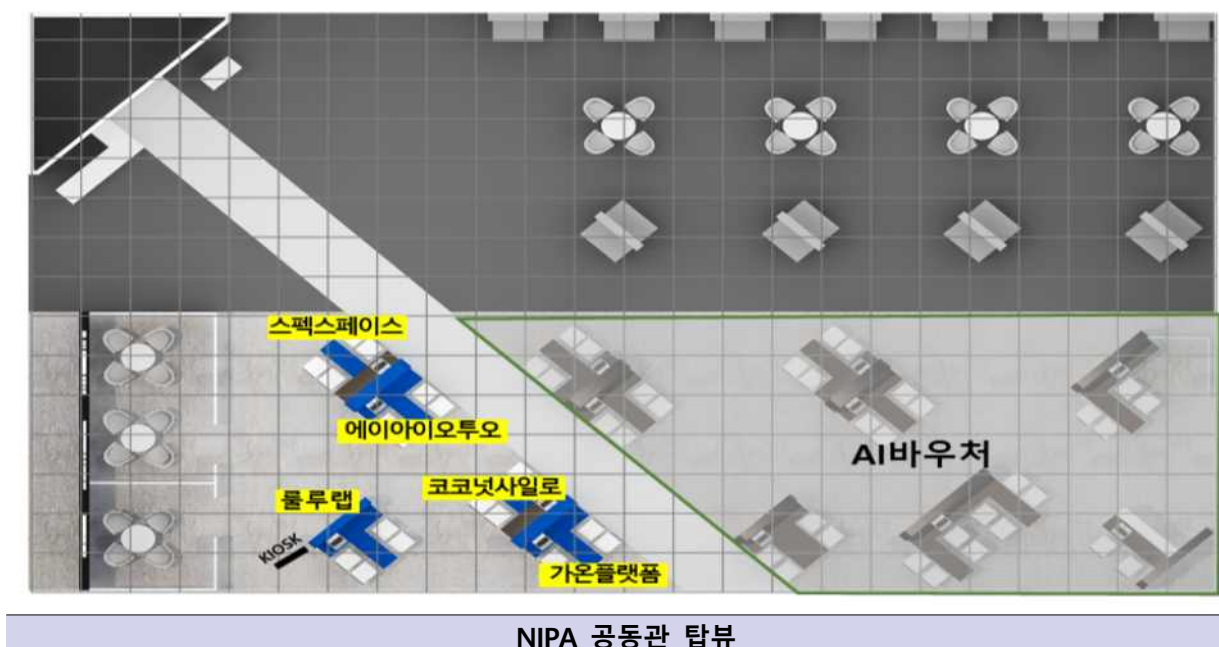 스펙스페이스
에이아이오투오
AI바우처
코코넛사일로
룰루랩
KIOSK
가온플랫폼
NIPA 공동관 탑뷰